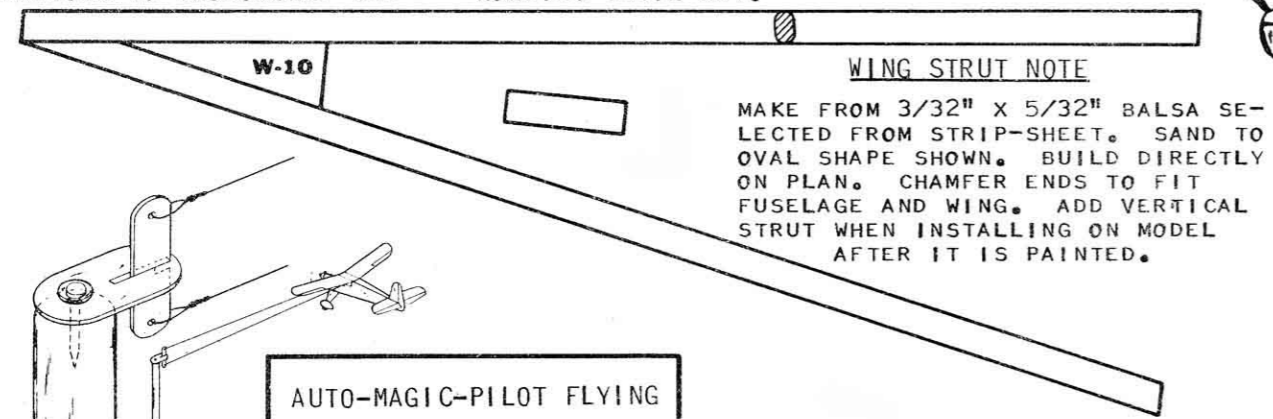 W-10
WING STRUT NOTE
MAKE FROM 3/32" X 5/32" BALSA SE-
LECTED FROM STRIP-SHEET. SAND TO
OVAL SHAPE SHOWN. BUILD DIRECTLY
ON PLAN. CHAMFER ENDS TO FIT
FUSELAGE AND WING. ADD VERTICAL
STRUT WHEN INSTALLING ON MODEL
AFTER IT IS PAINTED.
AUTO-MAGIC-PILOT FLYING